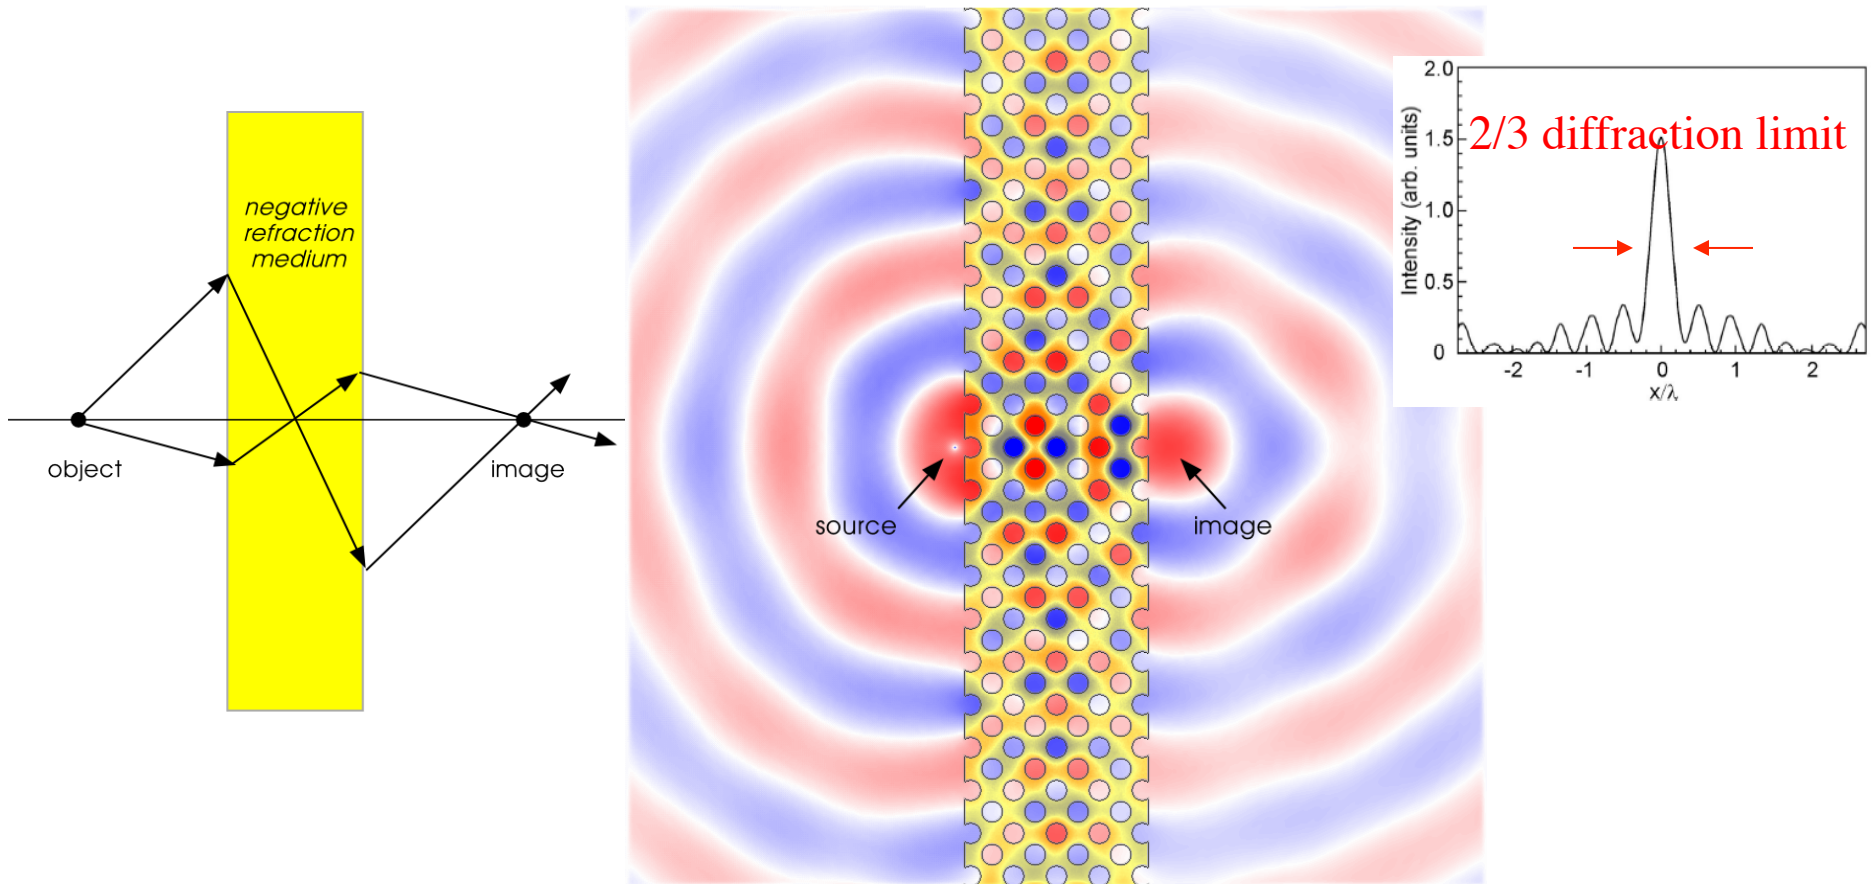 negative
refraction
medium
object
image
source
image
2/3 diffraction limit
Intensity (arb. units)
2.0
1.5
1.0
0.5
0
-2
-1
0
1
2
x/λ